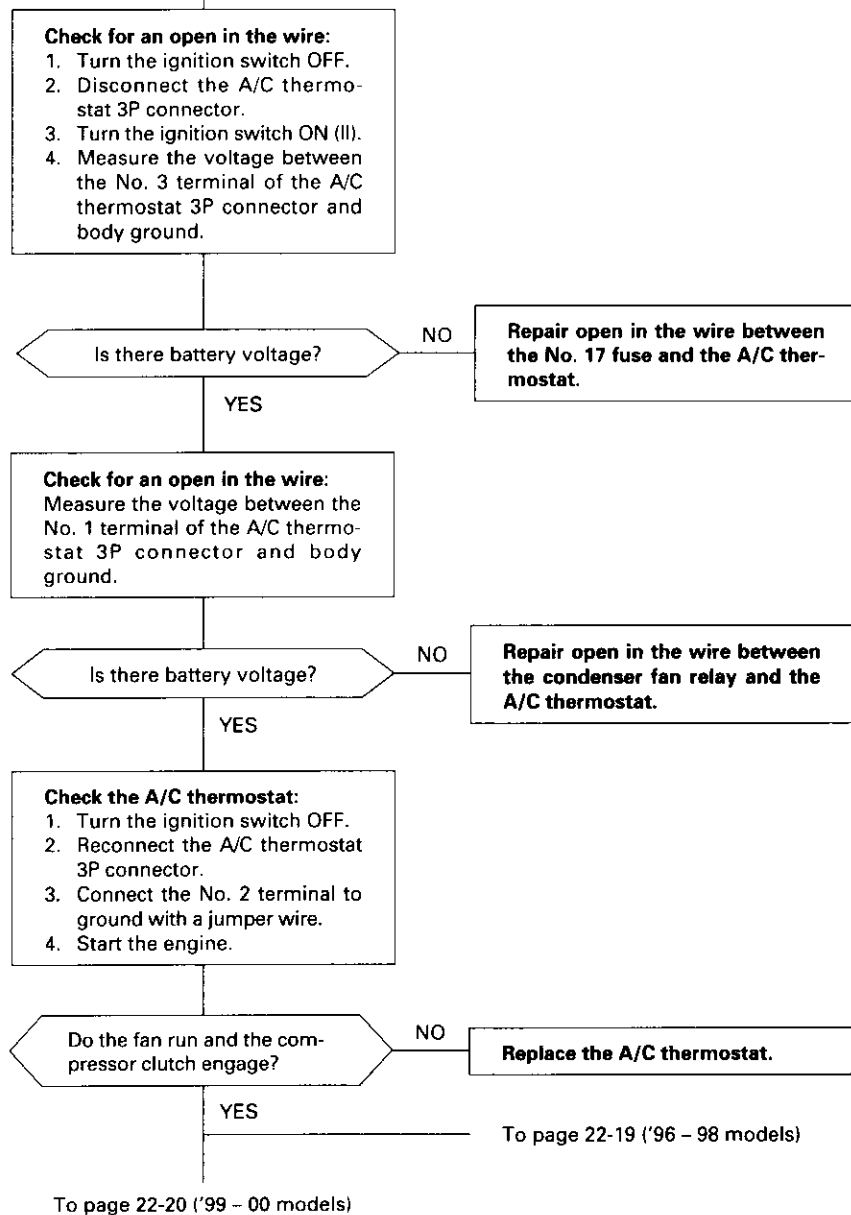 Check for an open in the wire:
1. Turn the ignition switch OFF.
2. Disconnect the A/C thermo-
stat 3P connector.
3. Turn the ignition switch ON (II).
4. Measure the voltage between
the No. 3 terminal of the A/C
thermostat 3P connector and
body ground.
Is there battery voltage?
NO
Repair open in the wire between
the No. 17 fuse and the A/C ther-
mostat.
YES
Check for an open in the wire:
Measure the voltage between the
No. 1 terminal of the A/C thermo-
stat 3P connector and body
ground.
Is there battery voltage?
NO
Repair open in the wire between
the condenser fan relay and the
A/C thermostat.
YES
Check the A/C thermostat:
1. Turn the ignition switch OFF.
2. Reconnect the A/C thermostat
3P connector.
3. Connect the No. 2 terminal to
ground with a jumper wire.
4. Start the engine.
Do the fan run and the com-
pressor clutch engage?
NO
Replace the A/C thermostat.
YES
To page 22-19 ('96 – 98 models)
To page 22-20 ('99 – 00 models)